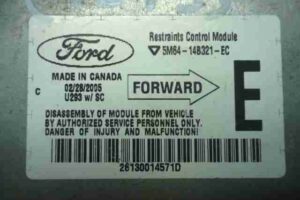 Ford
Restraints Control Module
5M64-14B321-EC
MADE IN CANADA
C 02/28/2005
U293 w/ SC
FORWARD
E
DISASSEMBLY OF MODULE FROM VEHICLE
BY AUTHORIZED SERVICE PERSONNEL ONLY.
DANGER OF INJURY AND MALFUNCTION!
28130014571D